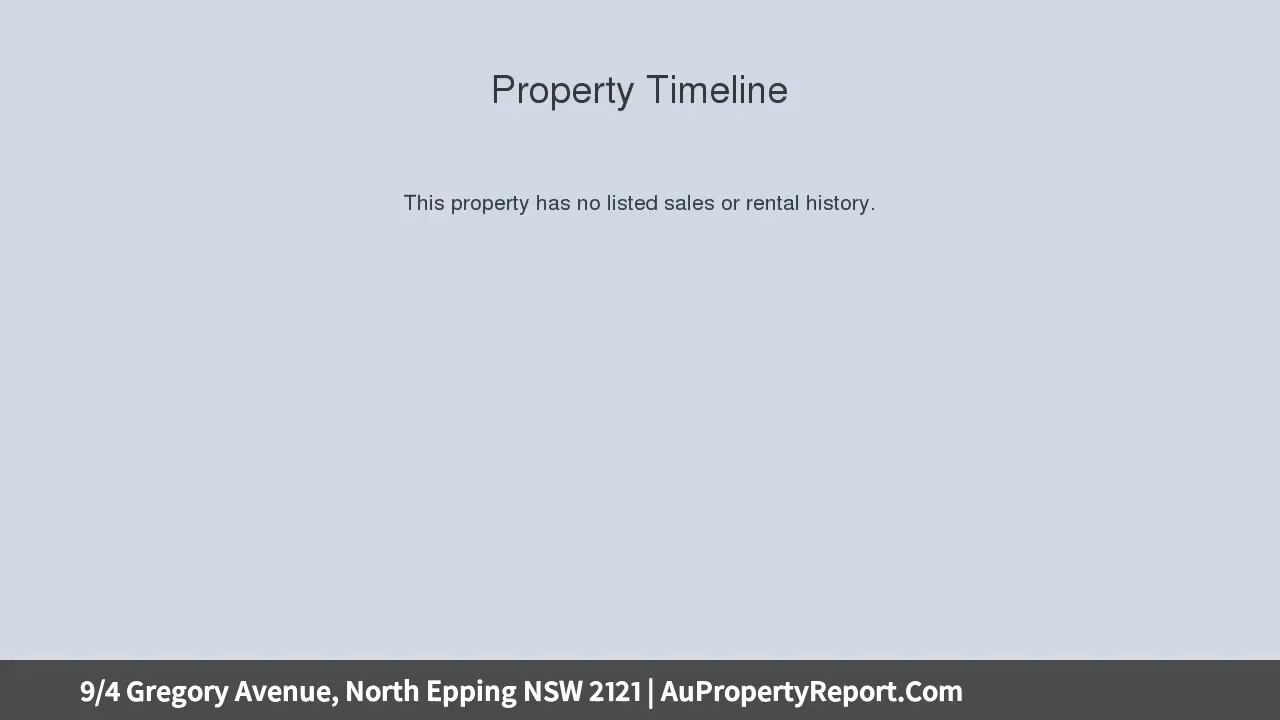 Property Timeline
This property has no listed sales or rental history.
9/4 Gregory Avenue, North Epping NSW 2121 | AuPropertyReport.Com